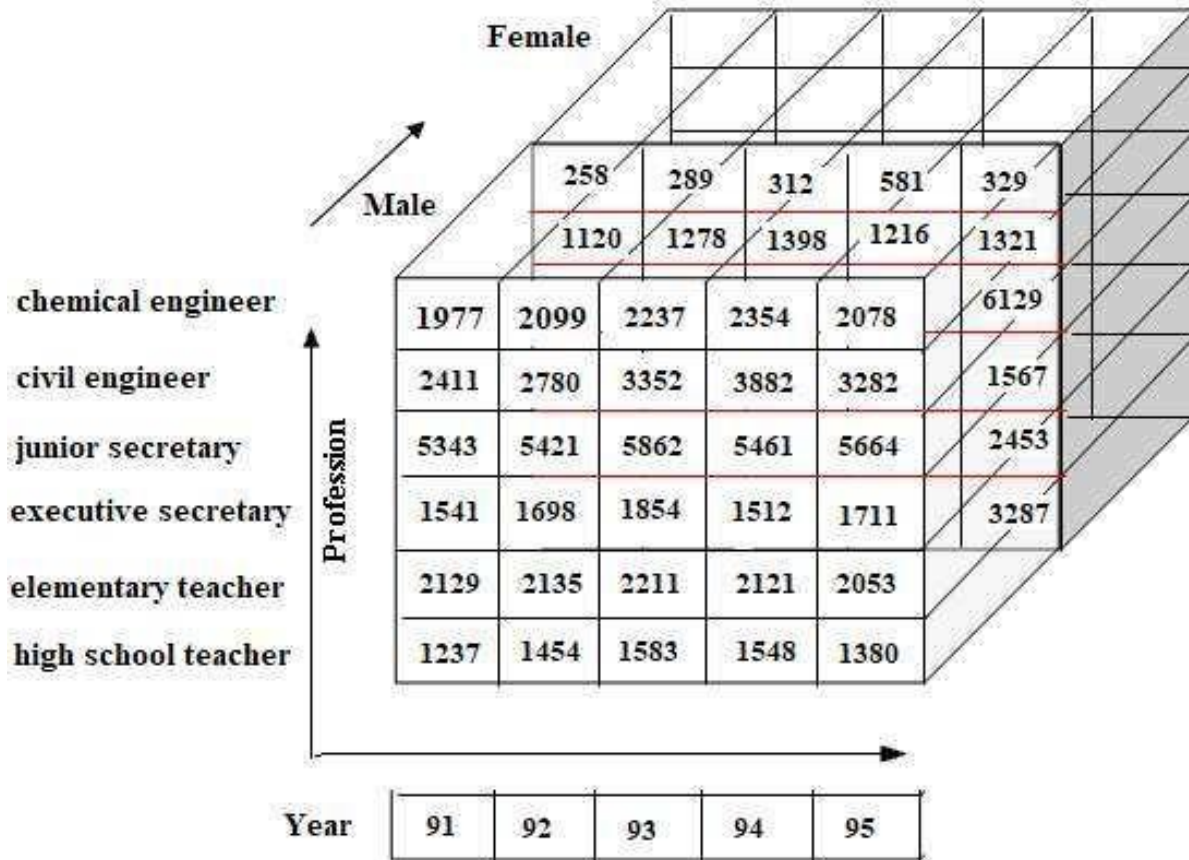 Female
Male
258 289 312 581 329
1120 1278 1398 1216 1321
6129
1567
2453
3287
chemical engineer 1977 2099 2237 2354 2078
civil engineer 2411 2780 3352 3882 3282
junior secretary 5343 5421 5862 5461 5664
executive secretary 1541 1698 1854 1512 1711
elementary teacher 2129 2135 2211 2121 2053
high school teacher 1237 1454 1583 1548 1380
Profession
Year 91 92 93 94 95